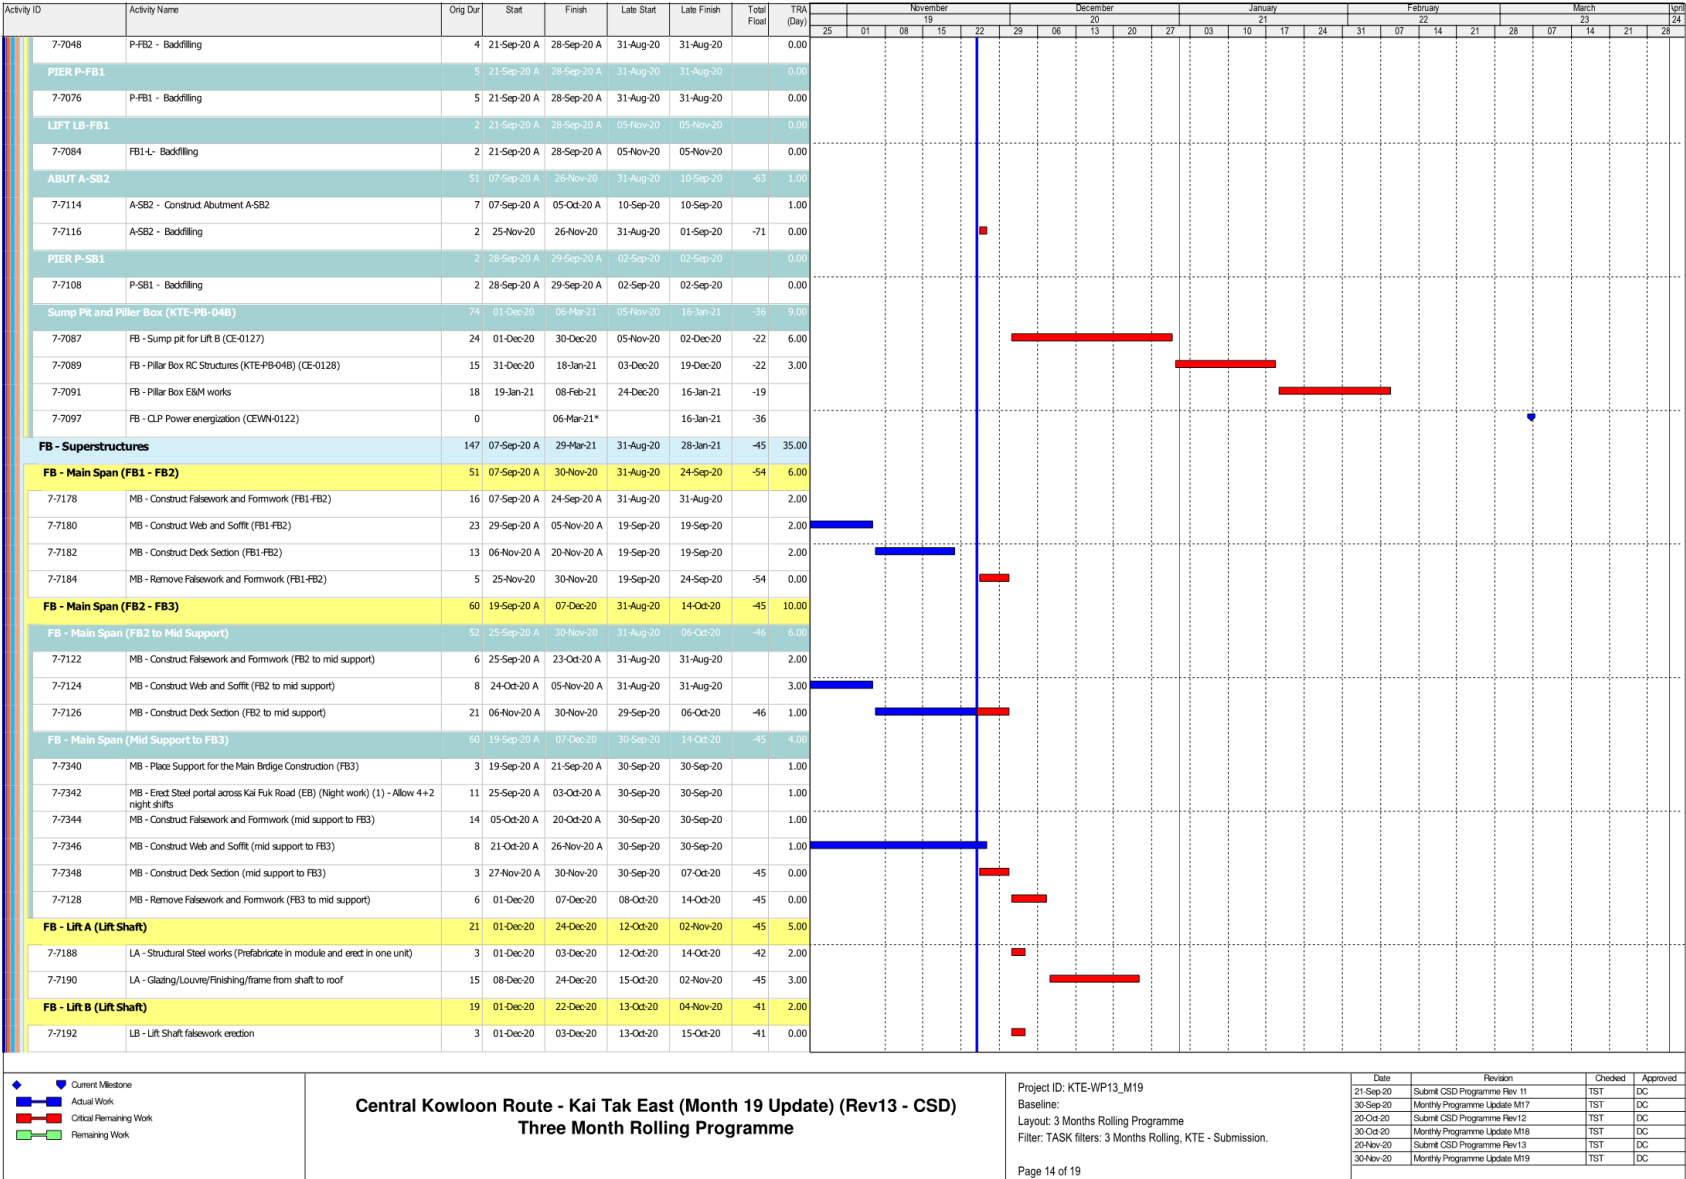 Activity ID Activity Name Orig Dur Start Finish Late Start Late Finish Total Float TRA (Day) November December January February March April
19 20 21 22 23 24
25 01 08 15 22 29 06 13 20 27 03 10 17 24 31 07 14 21 28 07 14 21 28
7-7048 P-FB2 - Backfilling 4 21-Sep-20 A 28-Sep-20 A 31-Aug-20 31-Aug-20 0.00
PIER P-FB1 5 21-Sep-20 A 28-Sep-20 A 31-Aug-20 31-Aug-20 0.00
7-7076 P-FB1 - Backfilling 5 21-Sep-20 A 28-Sep-20 A 31-Aug-20 31-Aug-20 0.00
LIFT LB-FB1 2 21-Sep-20 A 28-Sep-20 A 05-Nov-20 05-Nov-20 0.00
7-7084 FB1-L- Backfilling 2 21-Sep-20 A 28-Sep-20 A 05-Nov-20 05-Nov-20 0.00
ABUT A-SB2 51 07-Sep-20 A 26-Nov-20 31-Aug-20 10-Sep-20 -63 1.00
7-7114 A-SB2 - Construct Abutment A-SB2 7 07-Sep-20 A 05-Oct-20 A 10-Sep-20 10-Sep-20 1.00
7-7116 A-SB2 - Backfilling 2 25-Nov-20 26-Nov-20 31-Aug-20 01-Sep-20 -71 0.00
PIER P-SB1 2 28-Sep-20 A 29-Sep-20 A 02-Sep-20 02-Sep-20 0.00
7-7108 P-SB1 - Backfilling 2 28-Sep-20 A 29-Sep-20 A 02-Sep-20 02-Sep-20 0.00
Sump Pit and Piller Box (KTE-PB-04B) 74 01-Dec-20 06-Mar-21 05-Nov-20 16-Jan-21 -36 9.00
7-7087 FB - Sump pit for Lift B (CE-0127) 24 01-Dec-20 30-Dec-20 05-Nov-20 02-Dec-20 -22 6.00
7-7089 FB - Pillar Box RC Structures (KTE-PB-04B) (CE-0128) 15 31-Dec-20 18-Jan-21 03-Dec-20 19-Dec-20 -22 3.00
7-7091 FB - Pillar Box E&M works 18 19-Jan-21 08-Feb-21 24-Dec-20 16-Jan-21 -19
7-7097 FB - CLP Power energization (CEWN-0122) 0 06-Mar-21* 16-Jan-21 -36
FB - Superstructures 147 07-Sep-20 A 29-Mar-21 31-Aug-20 28-Jan-21 -45 35.00
FB - Main Span (FB1 - FB2) 51 07-Sep-20 A 30-Nov-20 31-Aug-20 24-Sep-20 -54 6.00
7-7178 MB - Construct Falsework and Formwork (FB1-FB2) 16 07-Sep-20 A 24-Sep-20 A 31-Aug-20 31-Aug-20 2.00
7-7180 MB - Construct Web and Soffit (FB1-FB2) 23 29-Sep-20 A 05-Nov-20 A 19-Sep-20 19-Sep-20 2.00
7-7182 MB - Construct Deck Section (FB1-FB2) 13 06-Nov-20 A 20-Nov-20 A 19-Sep-20 19-Sep-20 2.00
7-7184 MB - Remove Falsework and Formwork (FB1-FB2) 5 25-Nov-20 30-Nov-20 19-Sep-20 24-Sep-20 -54 0.00
FB - Main Span (FB2 - FB3) 60 19-Sep-20 A 07-Dec-20 31-Aug-20 14-Oct-20 -45 10.00
FB - Main Span (FB2 to Mid Support) 52 25-Sep-20 A 30-Nov-20 31-Aug-20 06-Oct-20 -46 6.00
7-7122 MB - Construct Falsework and Formwork (FB2 to mid support) 6 25-Sep-20 A 23-Oct-20 A 31-Aug-20 31-Aug-20 2.00
7-7124 MB - Construct Web and Soffit (FB2 to mid support) 8 24-Oct-20 A 05-Nov-20 A 31-Aug-20 31-Aug-20 3.00
7-7126 MB - Construct Deck Section (FB2 to mid support) 21 06-Nov-20 A 30-Nov-20 29-Sep-20 06-Oct-20 -46 1.00
FB - Main Span (Mid Support to FB3) 60 19-Sep-20 A 07-Dec-20 30-Sep-20 14-Oct-20 -45 4.00
7-7340 MB - Place Support for the Main Brdige Construction (FB3) 3 19-Sep-20 A 21-Sep-20 A 30-Sep-20 30-Sep-20 1.00
7-7342 MB - Erect Steel portal across Kai Fuk Road (EB) (Night work) (1) - Allow 4+2 night shifts 11 25-Sep-20 A 03-Oct-20 A 30-Sep-20 30-Sep-20 1.00
7-7344 MB - Construct Falsework and Formwork (mid support to FB3) 14 05-Oct-20 A 20-Oct-20 A 30-Sep-20 30-Sep-20 1.00
7-7346 MB - Construct Web and Soffit (mid support to FB3) 8 21-Oct-20 A 26-Nov-20 A 30-Sep-20 30-Sep-20 1.00
7-7348 MB - Construct Deck Section (mid support to FB3) 3 27-Nov-20 A 30-Nov-20 30-Sep-20 07-Oct-20 -45 0.00
7-7128 MB - Remove Falsework and Formwork (FB3 to mid support) 6 01-Dec-20 07-Dec-20 08-Oct-20 14-Oct-20 -45 0.00
FB - Lift A (Lift Shaft) 21 01-Dec-20 24-Dec-20 12-Oct-20 02-Nov-20 -45 5.00
7-7188 LA - Structural Steel works (Prefabricate in module and erect in one unit) 3 01-Dec-20 03-Dec-20 12-Oct-20 14-Oct-20 -42 2.00
7-7190 LA - Glazing/Louvre/Finishing/frame from shaft to roof 15 08-Dec-20 24-Dec-20 15-Oct-20 02-Nov-20 -45 3.00
FB - Lift B (Lift Shaft) 19 01-Dec-20 22-Dec-20 13-Oct-20 04-Nov-20 -41 2.00
7-7192 LB - Lift Shaft falsework erection 3 01-Dec-20 03-Dec-20 13-Oct-20 15-Oct-20 -41 0.00
Current Milestone
Actual Work
Critical Remaining Work
Remaining Work
Central Kowloon Route - Kai Tak East (Month 19 Update) (Rev13 - CSD)
Three Month Rolling Programme
Project ID: KTE-WP13_M19
Baseline:
Layout: 3 Months Rolling Programme
Filter: TASK filters: 3 Months Rolling, KTE - Submission.
Page 14 of 19
Date Revision Checked Approved
21-Sep-20 Submit CSD Programme Rev 11 TST DC
30-Sep-20 Monthly Programme Update M17 TST DC
20-Oct-20 Submit CSD Programme Rev12 TST DC
30-Oct-20 Monthly Programme Update M18 TST DC
20-Nov-20 Submit CSD Programme Rev13 TST DC
30-Nov-20 Monthly Programme Update M19 TST DC